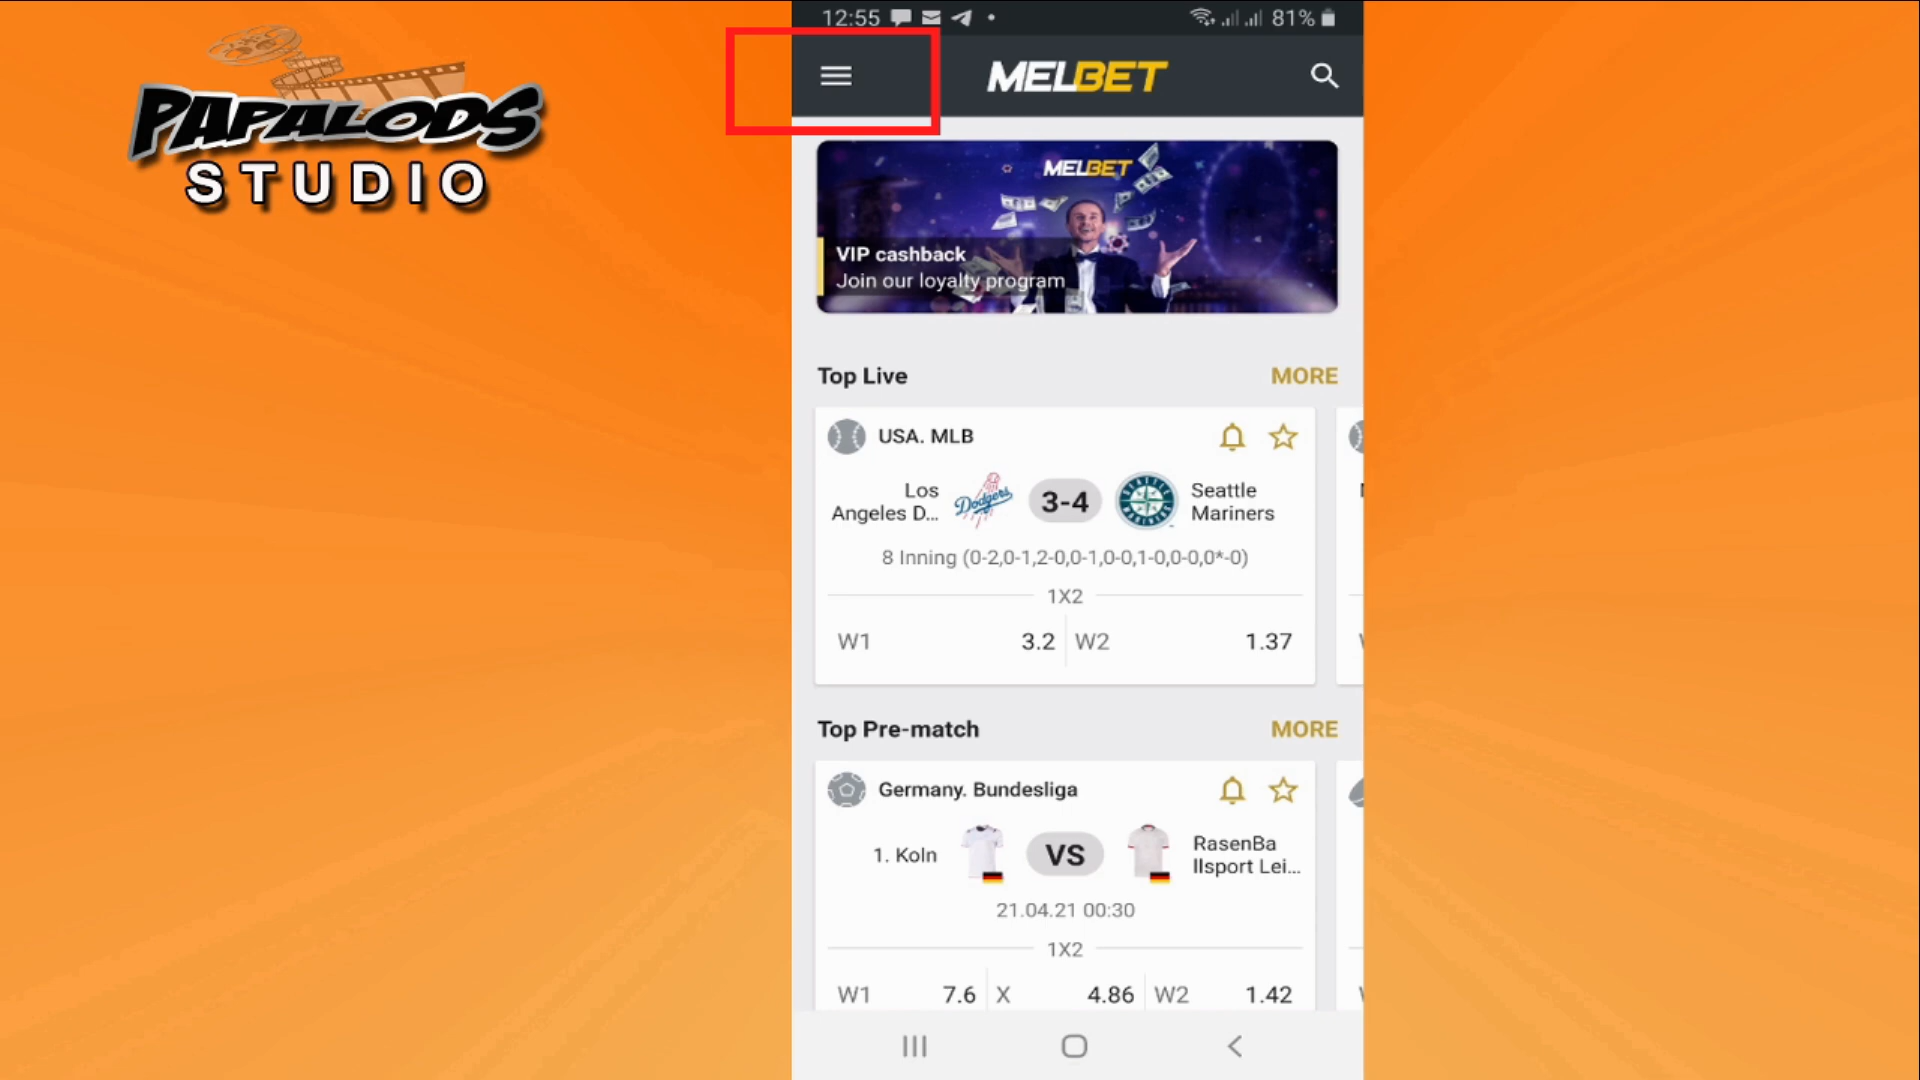 PAPALODS
STUDIO
12:55
81%
MELBET
MELBET
VIP cashback
Join our loyalty program
Top Live
MORE
USA. MLB
Los
Angeles D...
Dodgers
3-4
Seattle
Mariners
8 Inning (0-2,0-1,2-0,0-1,0-0,1-0,0-0,0*-0)
1X2
W1 3.2 W2 1.37
Top Pre-match
MORE
Germany. Bundesliga
1. Koln
VS
RasenBa
llsport Lei...
21.04.21 00:30
1X2
W1 7.6 X 4.86 W2 1.42